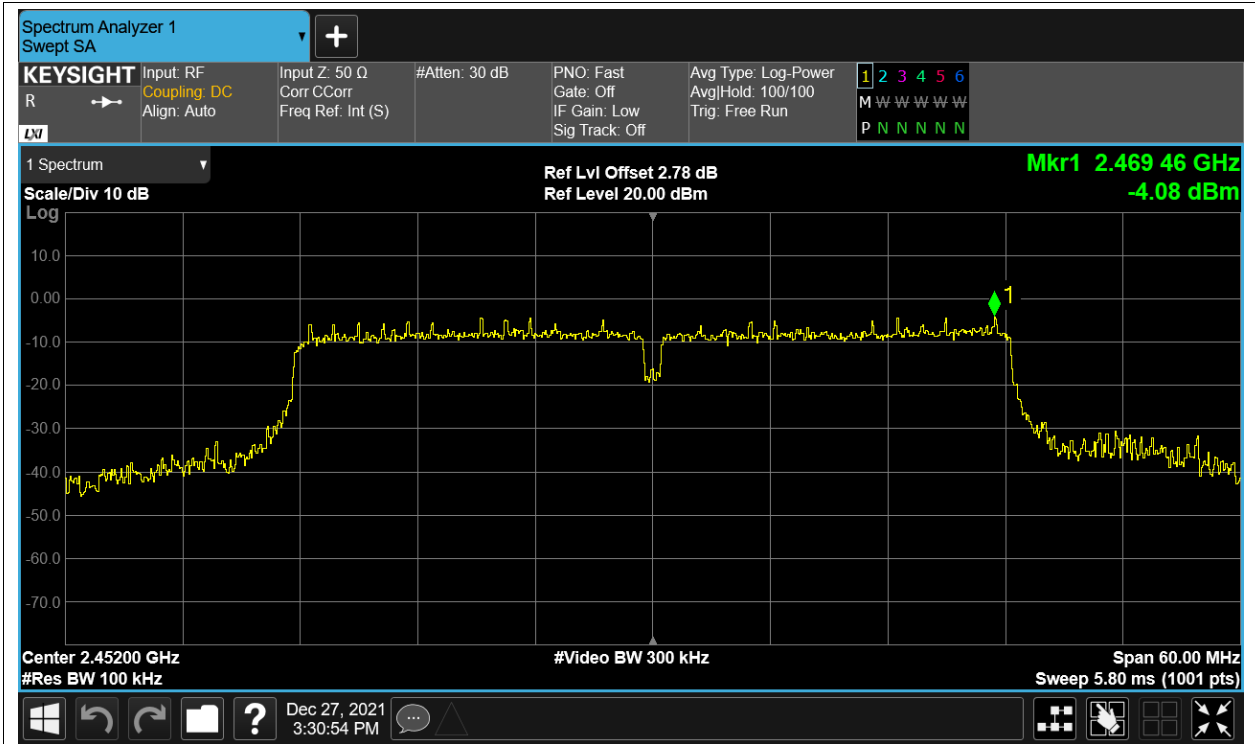 Spectrum Analyzer 1
Swept SA
KEYSIGHT
R
LXI
Input: RF
Coupling: DC
Align: Auto
Input Z: 50 Ω
Corr CCorr
Freq Ref: Int (S)
#Atten: 30 dB
PNO: Fast
Gate: Off
IF Gain: Low
Sig Track: Off
Avg Type: Log-Power
Avg|Hold: 100/100
Trig: Free Run
1 2 3 4 5 6
M W W W W W
P N N N N N
1 Spectrum
Scale/Div 10 dB
Log
Ref Lvl Offset 2.78 dB
Ref Level 20.00 dBm
Mkr1 2.469 46 GHz
-4.08 dBm
10.0
0.00
1
-10.0
-20.0
-30.0
-40.0
-50.0
-60.0
-70.0
Center 2.45200 GHz
#Video BW 300 kHz
Span 60.00 MHz
#Res BW 100 kHz
Sweep 5.80 ms (1001 pts)
?
Dec 27, 2021
3:30:54 PM